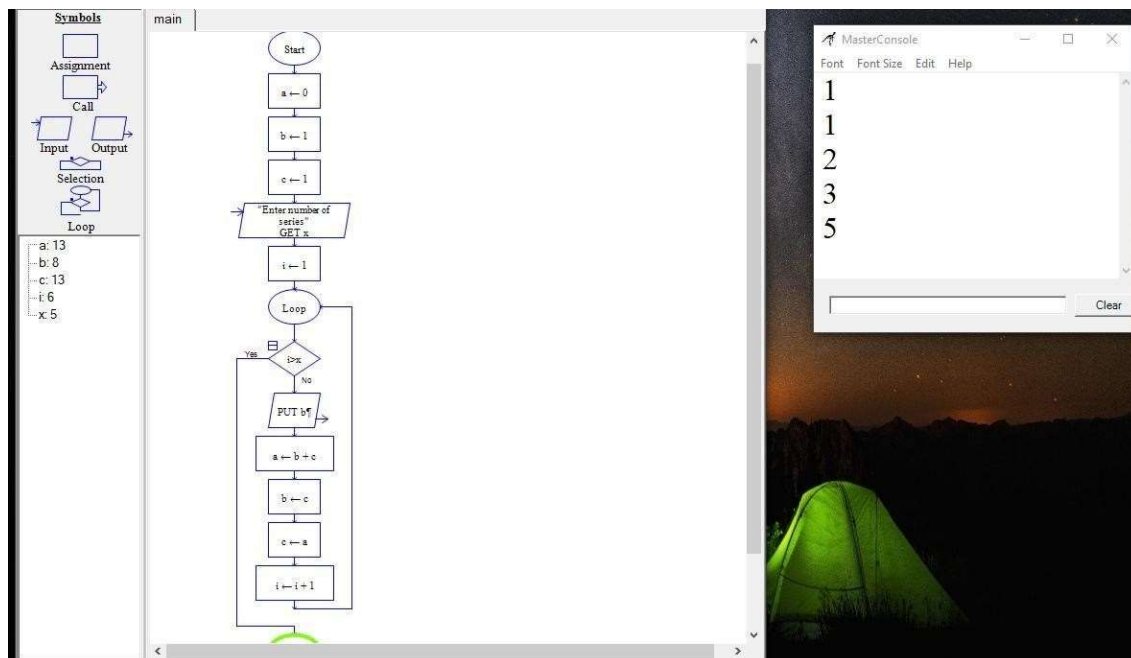 Symbols
Assignment
Call
Input Output
Selection
Loop
a: 13
b: 8
c: 13
i: 6
x: 5
main
Start
a ← 0
b ← 1
c ← 1
"Enter number of
series"
GET x
i ← 1
Loop
Yes
i>x
No
PUT b¶
a ← b + c
b ← c
c ← a
i ← i + 1
MasterConsole
Font Font Size Edit Help
1
1
2
3
5
Clear